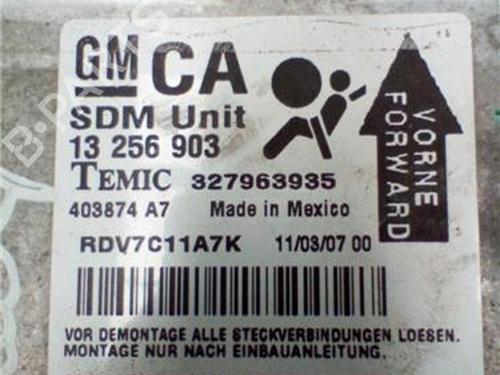 GM CA
SDM Unit
13 256 903
TEMIC 327963935
403874 A7 Made in Mexico
RDV7C11A7K 11/03/07 00
VORNE
FORWARD
VOR DEMONTAGE ALLE STECKVERBINDUNGEN LOESEN.
MONTAGE NUR NACH EINBAUANLEITUNG.
B-PARTS